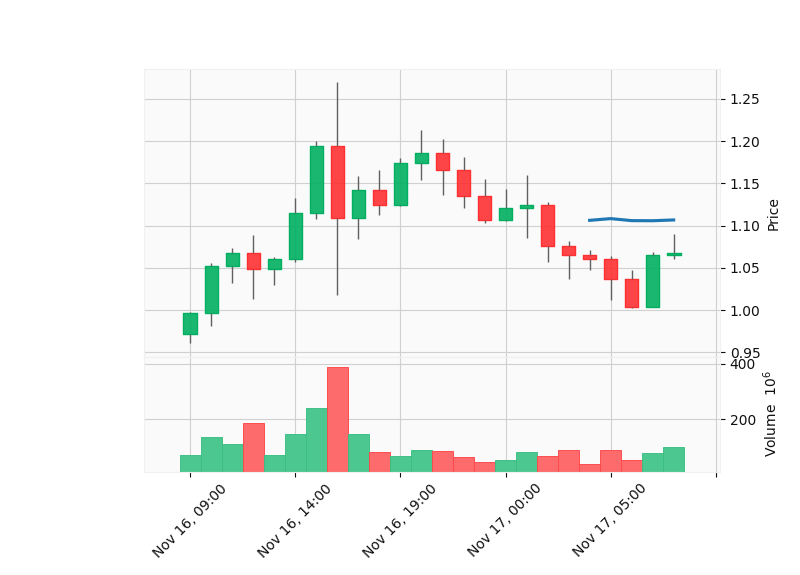 1.25
1.20
1.15
1.10
1.05
1.00
0.95
Price
400
200
Volume 10⁶
Nov 16, 09:00
Nov 16, 14:00
Nov 16, 19:00
Nov 17, 00:00
Nov 17, 05:00